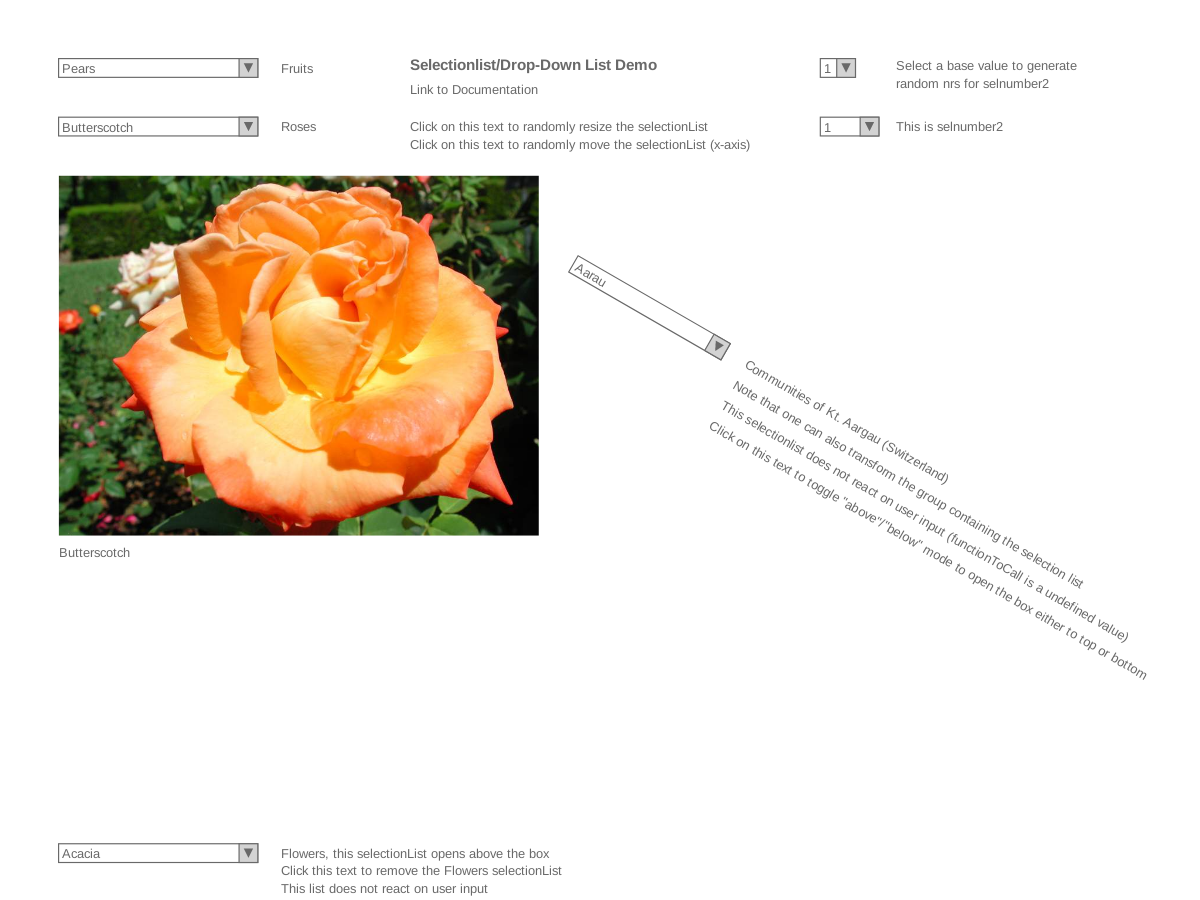 Pears
Fruits
Selectionlist/Drop-Down List Demo
Link to Documentation
1
Select a base value to generate
random nrs for selnumber2
Butterscotch
Roses
Click on this text to randomly resize the selectionList
Click on this text to randomly move the selectionList (x-axis)
1
This is selnumber2
Butterscotch
Aarau
Communities of Kt. Aargau (Switzerland)
Note that one can also transform the group containing the selection list
This selectionlist does not react on user input (functionToCall is a undefined value)
Click on this text to toggle "above"/"below" mode to open the box either to top or bottom
Acacia
Flowers, this selectionList opens above the box
Click this text to remove the Flowers selectionList
This list does not react on user input